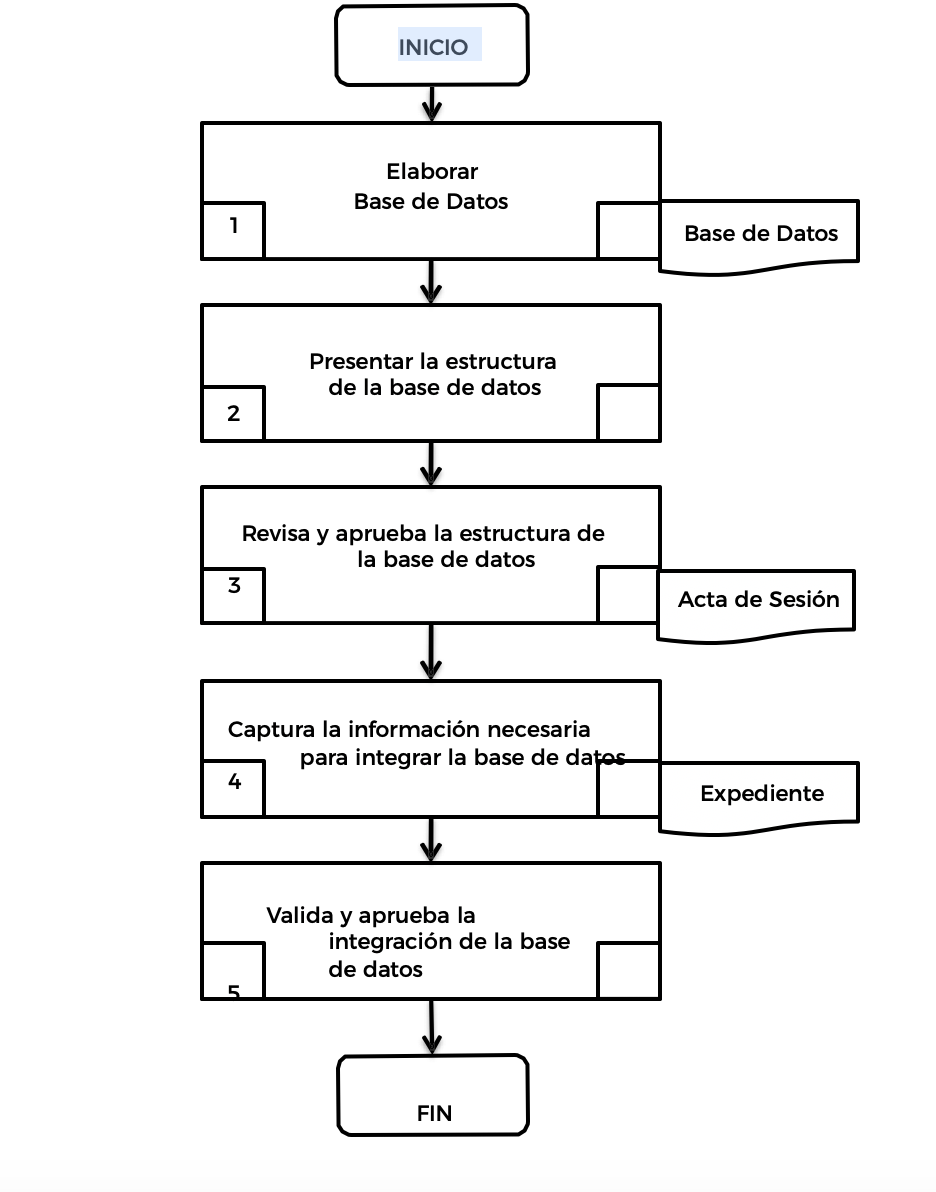 INICIO
Elaborar
Base de Datos
1
Base de Datos
Presentar la estructura
de la base de datos
2
Revisa y aprueba la estructura de
la base de datos
3
Acta de Sesión
Captura la información necesaria
para integrar la base de datos
4
Expediente
Valida y aprueba la
integración de la base
de datos
5
FIN